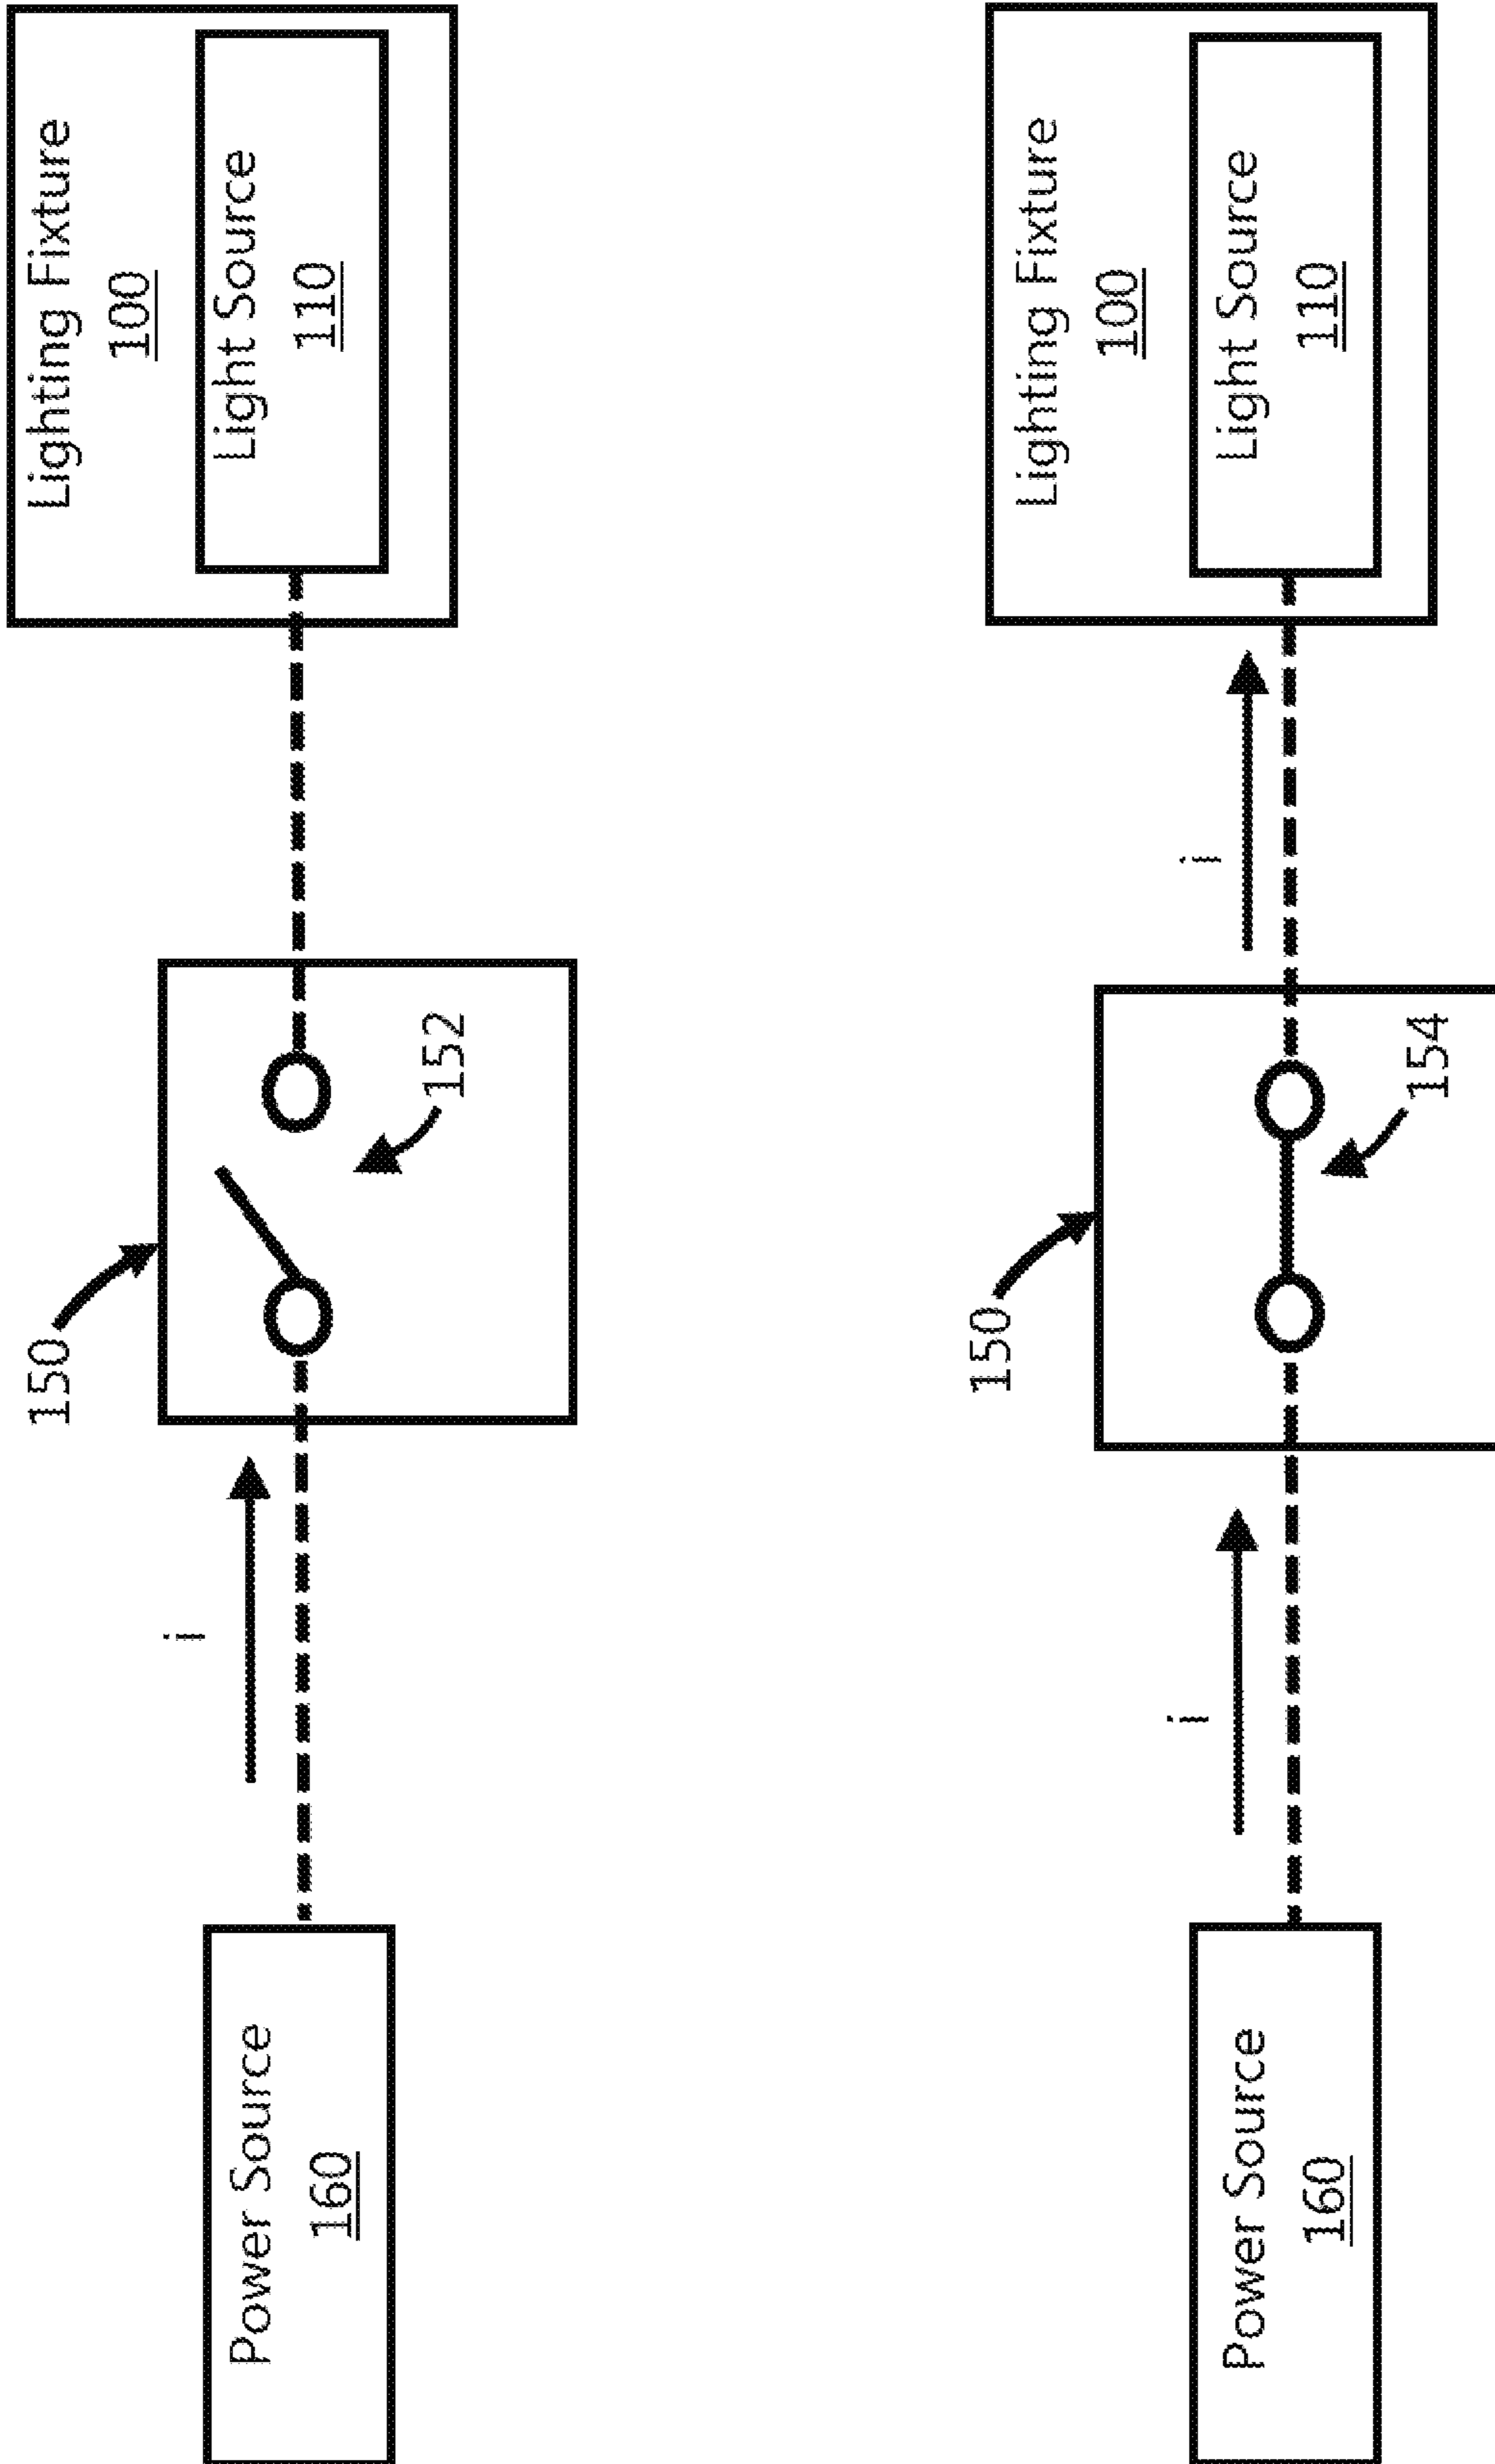 Power Source
160
i
150
152
Lighting Fixture
100
Light Source
110
Power Source
160
i
150
154
i
Lighting Fixture
100
Light Source
110